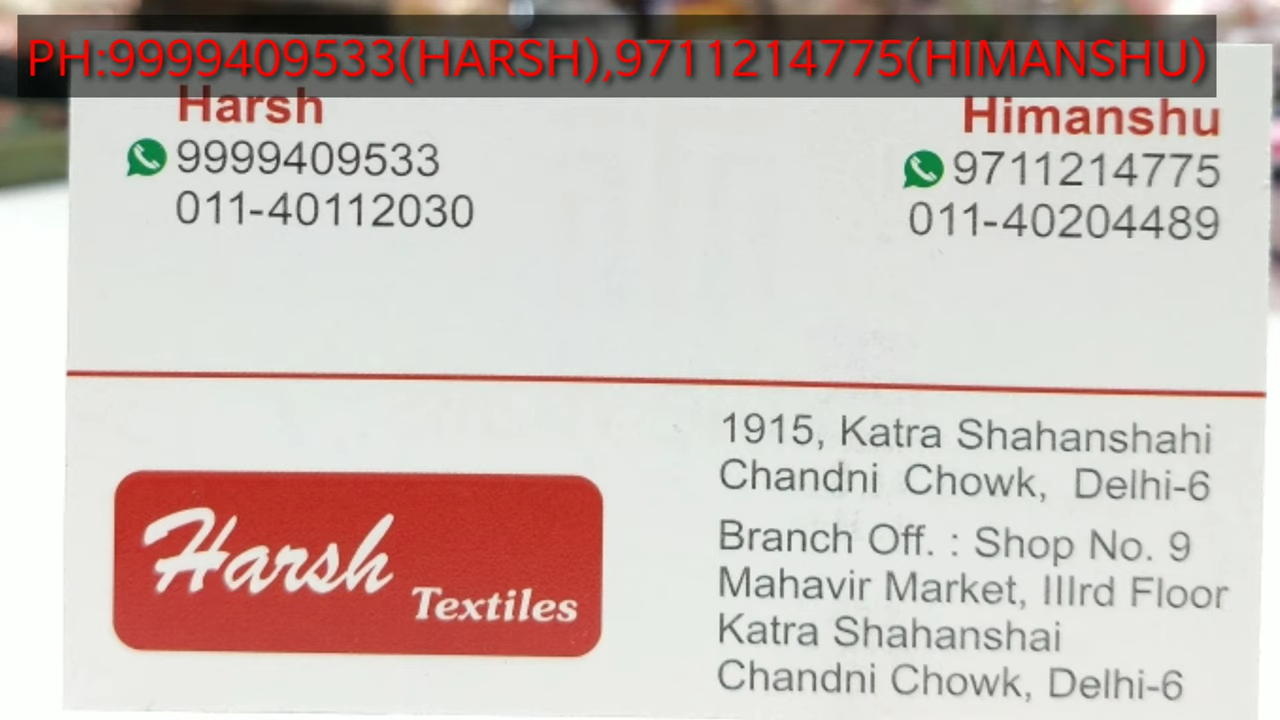 PH:9999409533(HARSH),9711214775(HIMANSHU)
Harsh
9999409533
011-40112030
Himanshu
9711214775
011-40204489
Harsh
Textiles
1915, Katra Shahanshahi
Chandni Chowk, Delhi-6
Branch Off. : Shop No. 9
Mahavir Market, IIIrd Floor
Katra Shahanshai
Chandni Chowk, Delhi-6